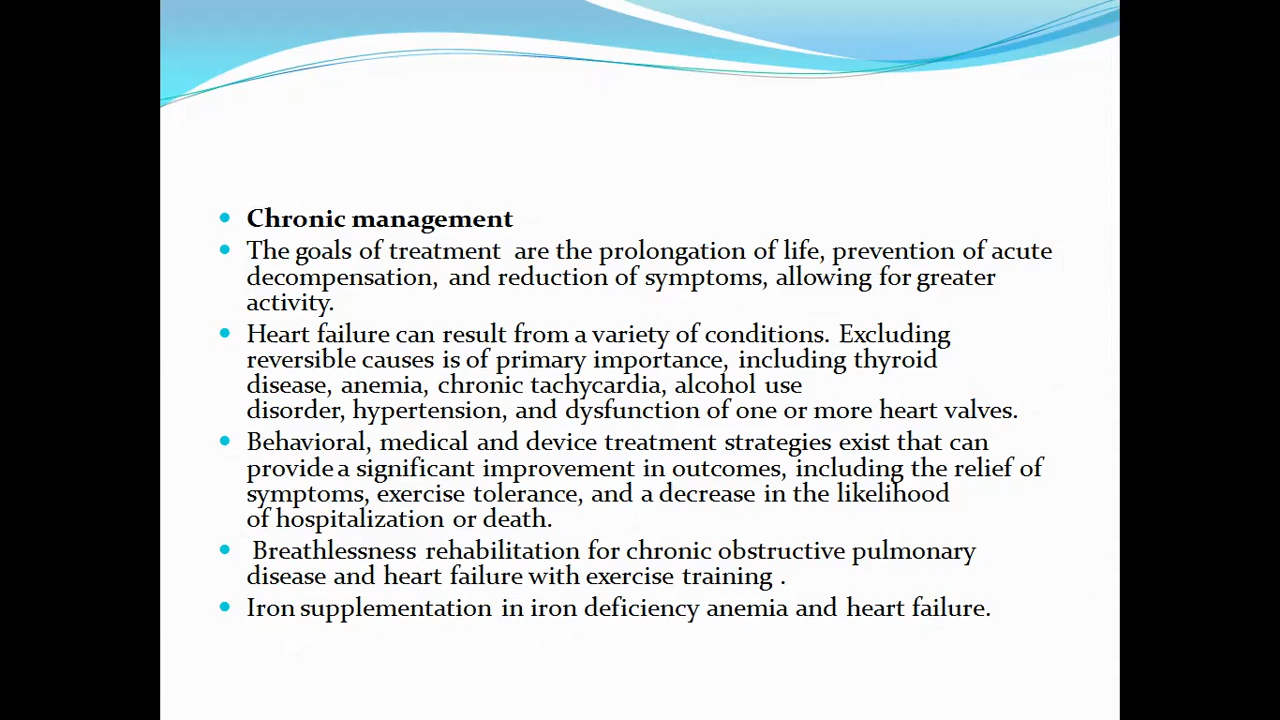 Chronic management
The goals of treatment are the prolongation of life, prevention of acute
decompensation, and reduction of symptoms, allowing for greater
activity.
Heart failure can result from a variety of conditions. Excluding
reversible causes is of primary importance, including thyroid
disease, anemia, chronic tachycardia, alcohol use
disorder, hypertension, and dysfunction of one or more heart valves.
Behavioral, medical and device treatment strategies exist that can
provide a significant improvement in outcomes, including the relief of
symptoms, exercise tolerance, and a decrease in the likelihood
of hospitalization or death.
Breathlessness rehabilitation for chronic obstructive pulmonary
disease and heart failure with exercise training .
Iron supplementation in iron deficiency anemia and heart failure.